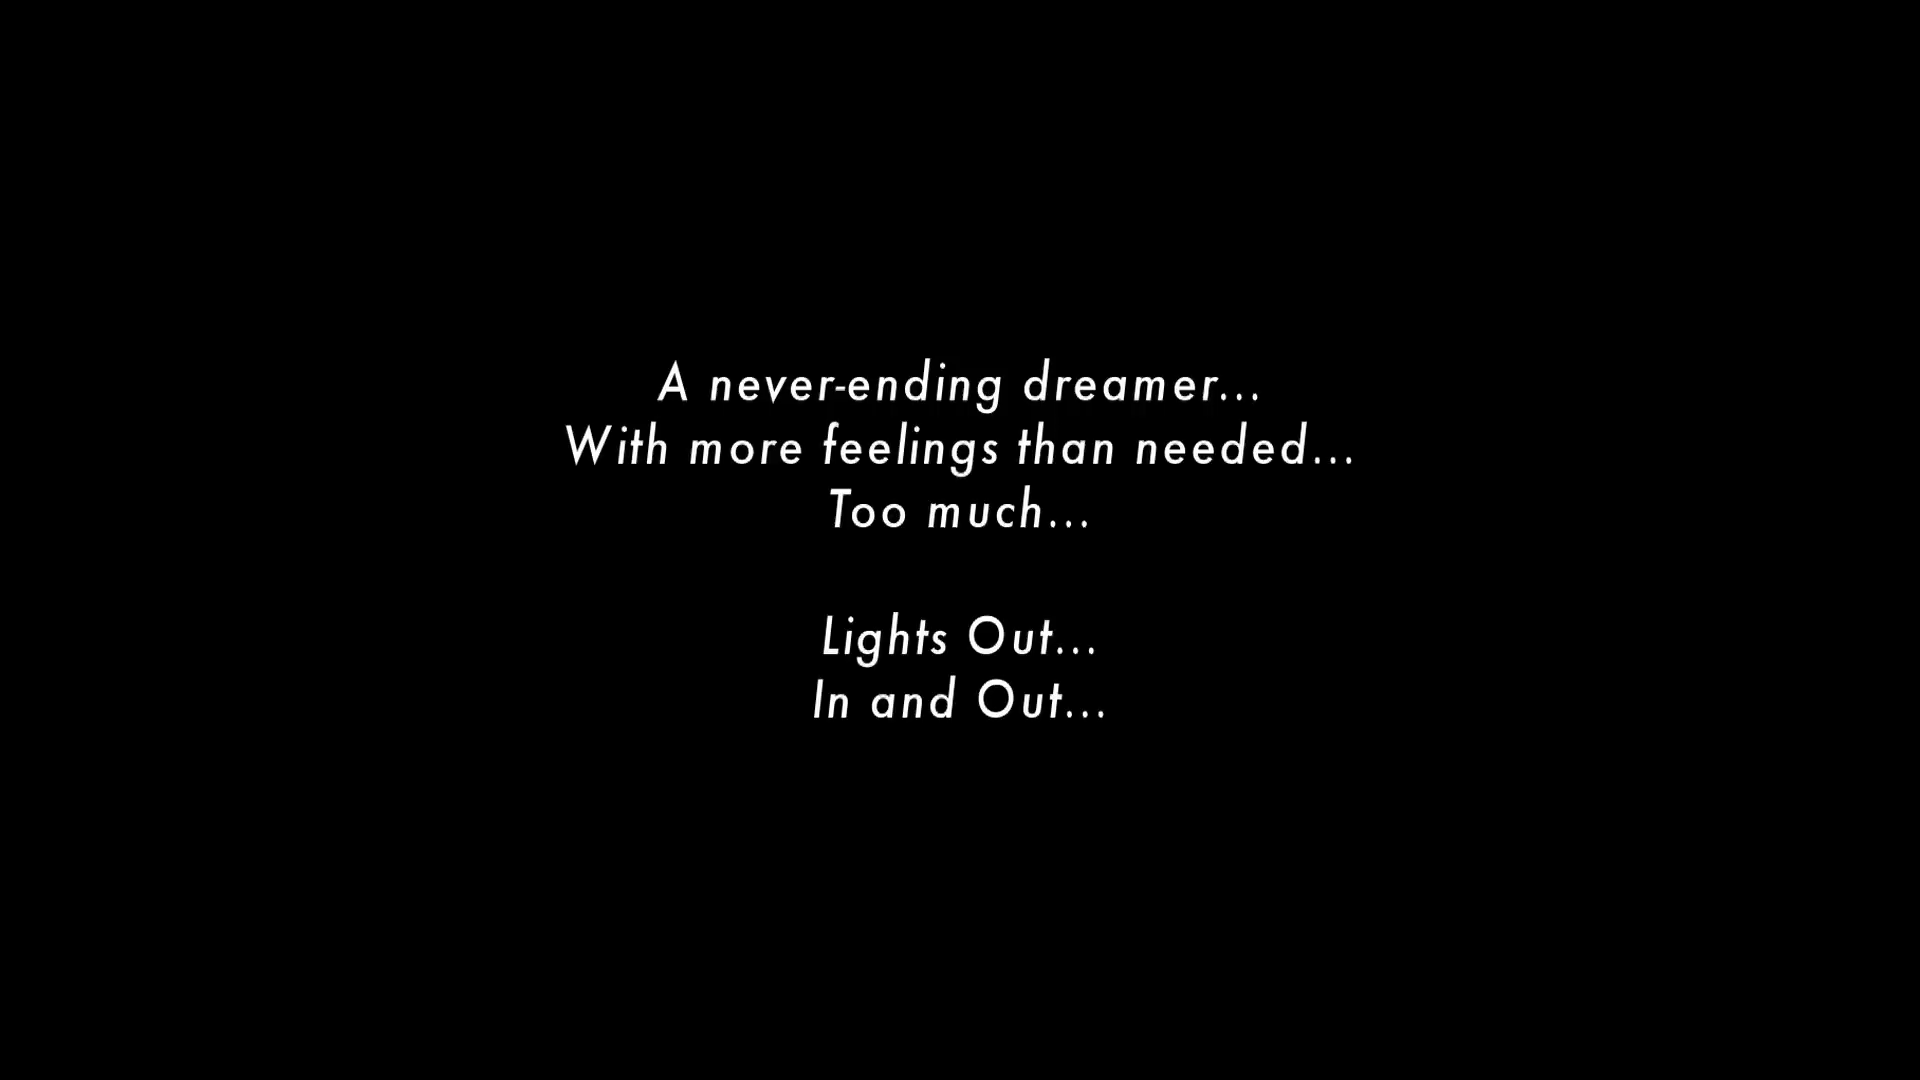 A never-ending dreamer...
With more feelings than needed...
Too much...
Lights Out...
In and Out...